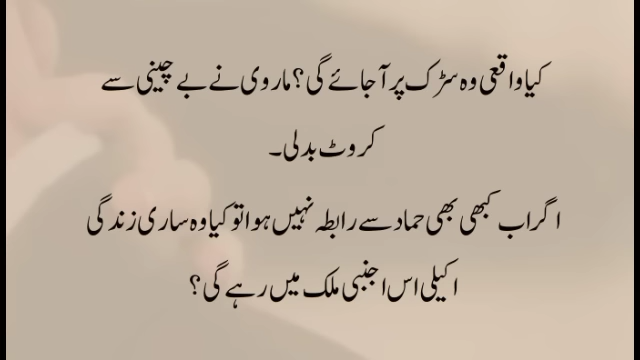 کیا واقعی وہ سڑک پر آجائے گی؟ ماروی نے بے چینی سے
کروٹ بدلی۔
اگر اب کبھی بھی حماد سے رابطہ نہیں ہوا تو کیا وہ ساری زندگی
اکیلی اس اجنبی ملک میں رہے گی؟